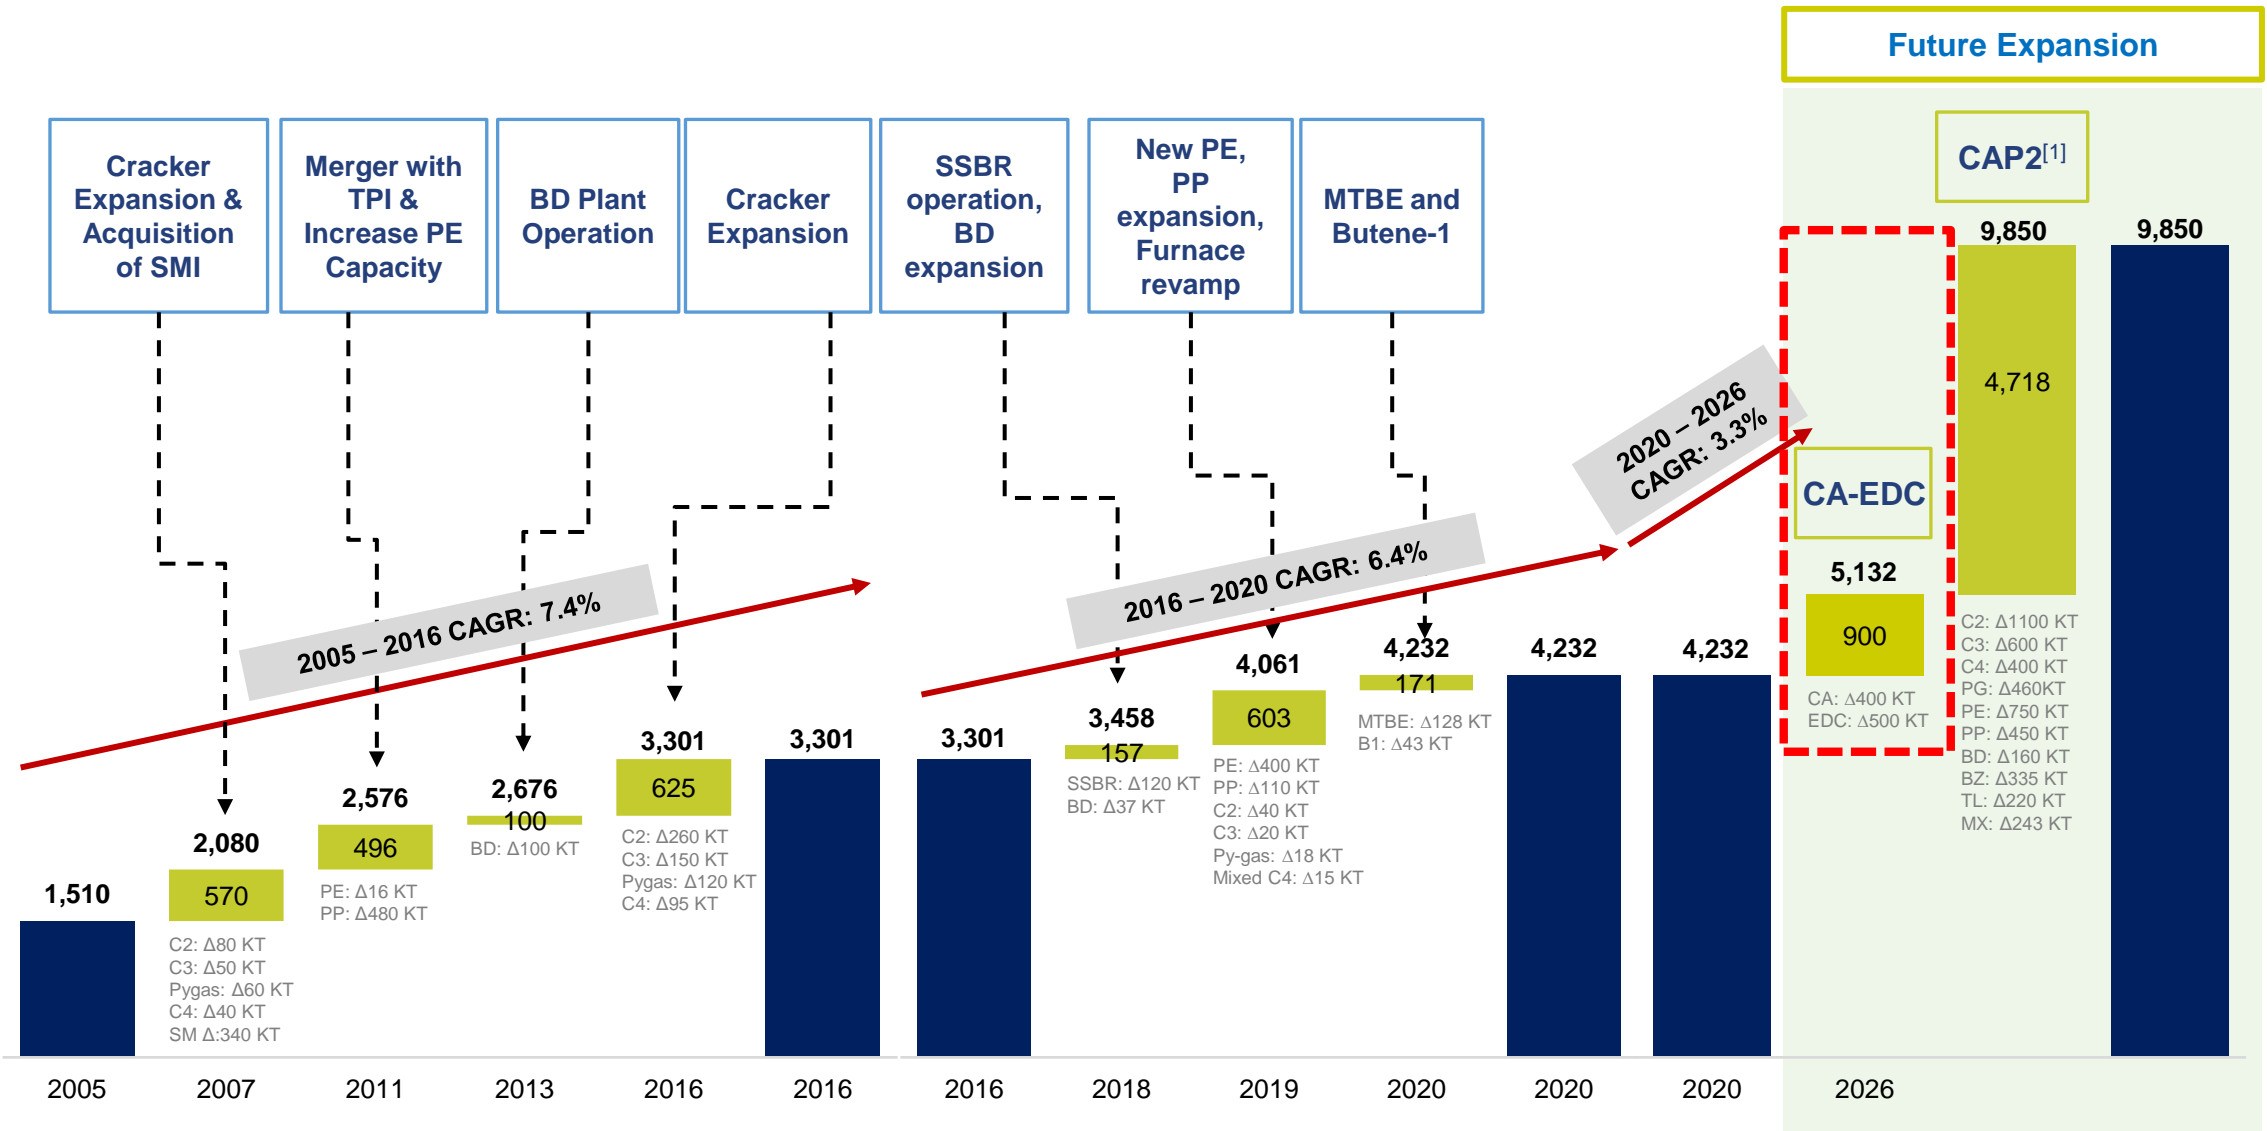 Future Expansion
Cracker
Expansion &
Acquisition
of SMI
Merger with
TPI &
Increase PE
Capacity
BD Plant
Operation
Cracker
Expansion
SSBR
operation,
BD
expansion
New PE,
PP
expansion,
Furnace
revamp
MTBE and
Butene-1
CAP2[1]
CA-EDC
2005 – 2016 CAGR: 7.4%
2016 – 2020 CAGR: 6.4%
2020 – 2026
CAGR: 3.3%
1,510
2,080
570
C2: Δ80 KT
C3: Δ50 KT
Pygas: Δ60 KT
C4: Δ40 KT
SM Δ:340 KT
2,576
496
PE: Δ16 KT
PP: Δ480 KT
2,676
100
BD: Δ100 KT
3,301
625
C2: Δ260 KT
C3: Δ150 KT
Pygas: Δ120 KT
C4: Δ95 KT
3,301
3,301
3,458
157
SSBR: Δ120 KT
BD: Δ37 KT
4,061
603
PE: Δ400 KT
PP: Δ110 KT
C2: Δ40 KT
C3: Δ20 KT
Py-gas: Δ18 KT
Mixed C4: Δ15 KT
4,232
171
MTBE: Δ128 KT
B1: Δ43 KT
4,232
4,232
5,132
900
CA: Δ400 KT
EDC: Δ500 KT
9,850
4,718
C2: Δ1100 KT
C3: Δ600 KT
C4: Δ400 KT
PG: Δ460KT
PE: Δ750 KT
PP: Δ450 KT
BD: Δ160 KT
BZ: Δ335 KT
TL: Δ220 KT
MX: Δ243 KT
9,850
2005
2007
2011
2013
2016
2016
2016
2018
2019
2020
2020
2020
2026